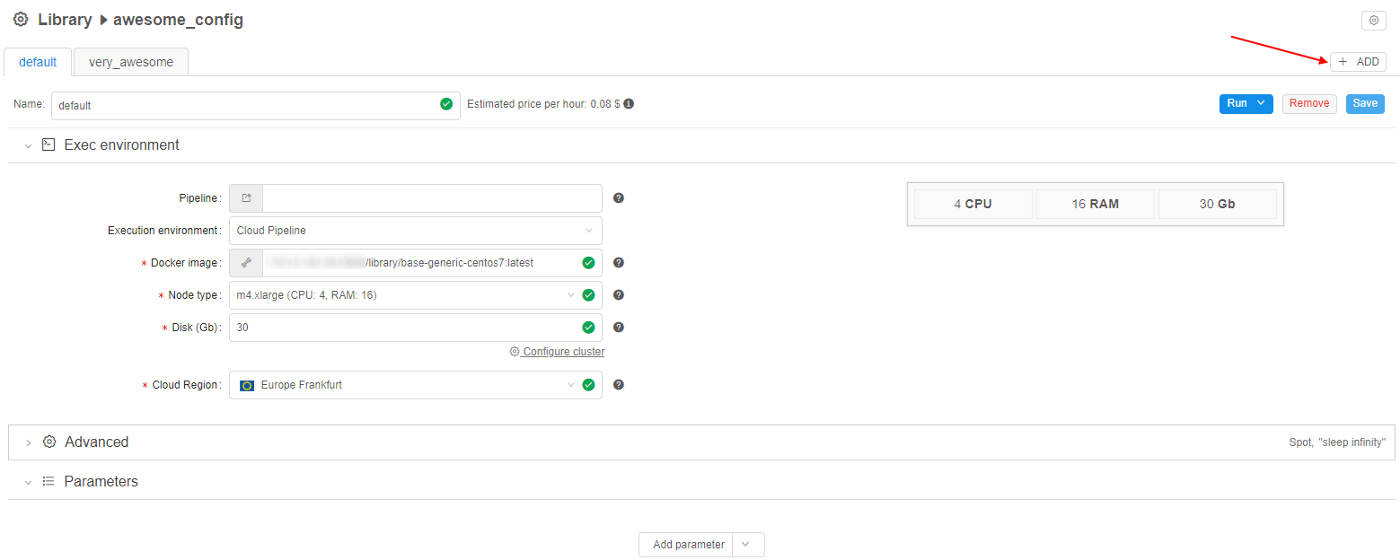 Library ▸ awesome_config
default very_awesome + ADD
Name: default Estimated price per hour: 0.08 $ Run Remove Save
Exec environment
Pipeline:
4 CPU 16 RAM 30 Gb
Execution environment: Cloud Pipeline
* Docker image: /library/base-generic-centos7:latest
* Node type: m4.xlarge (CPU: 4, RAM: 16)
* Disk (Gb): 30
Configure cluster
* Cloud Region: Europe Frankfurt
Advanced Spot, "sleep infinity"
Parameters
Add parameter